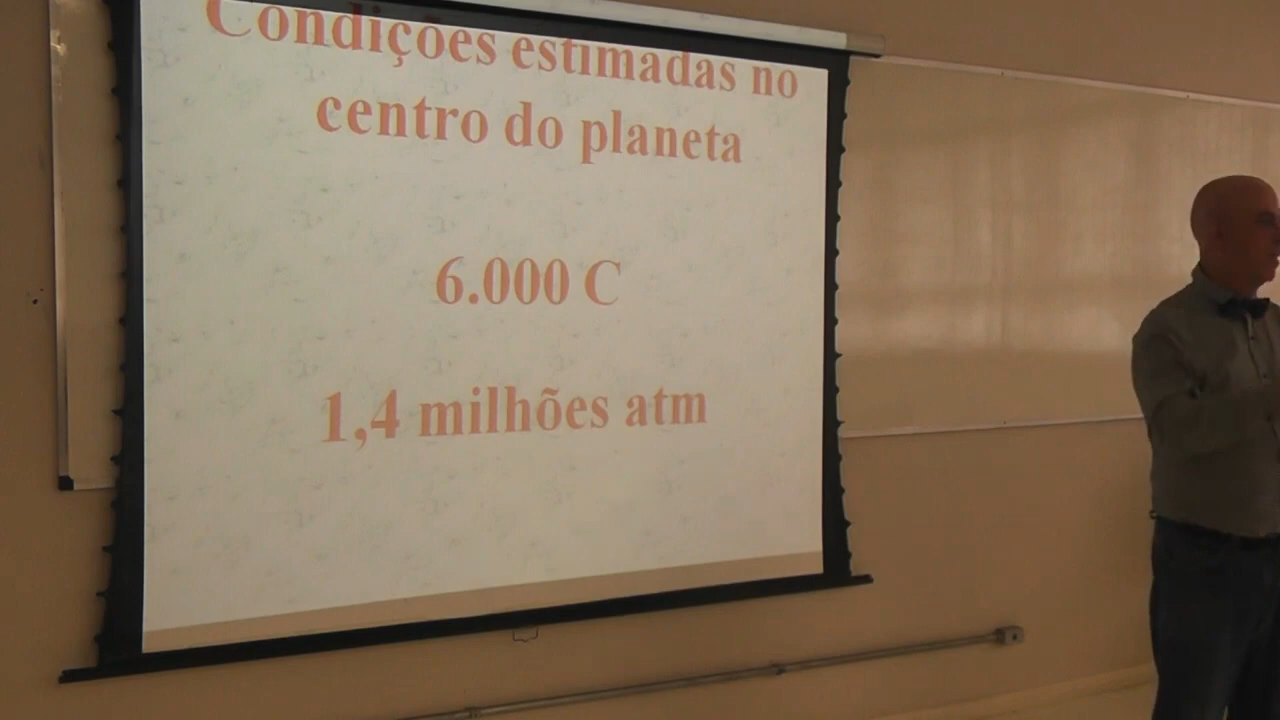 Condições estimadas no
centro do planeta
6.000 C
1,4 milhões atm